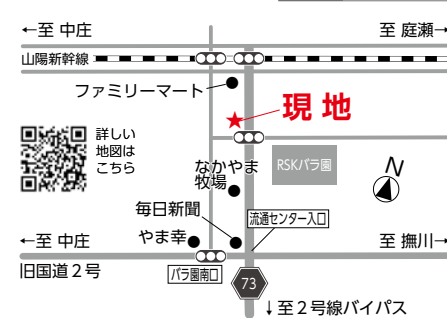 ←至 中庄
至 庭瀬→
山陽新幹線
ファミリーマート
現 地
詳しい
地図は
こちら
なかやま
牧場
RSKバラ園
N
毎日新聞
流通センター入口
←至 中庄
やま幸
至 撫川→
旧国道２号
バラ園南口
73
↓至２号線バイパス